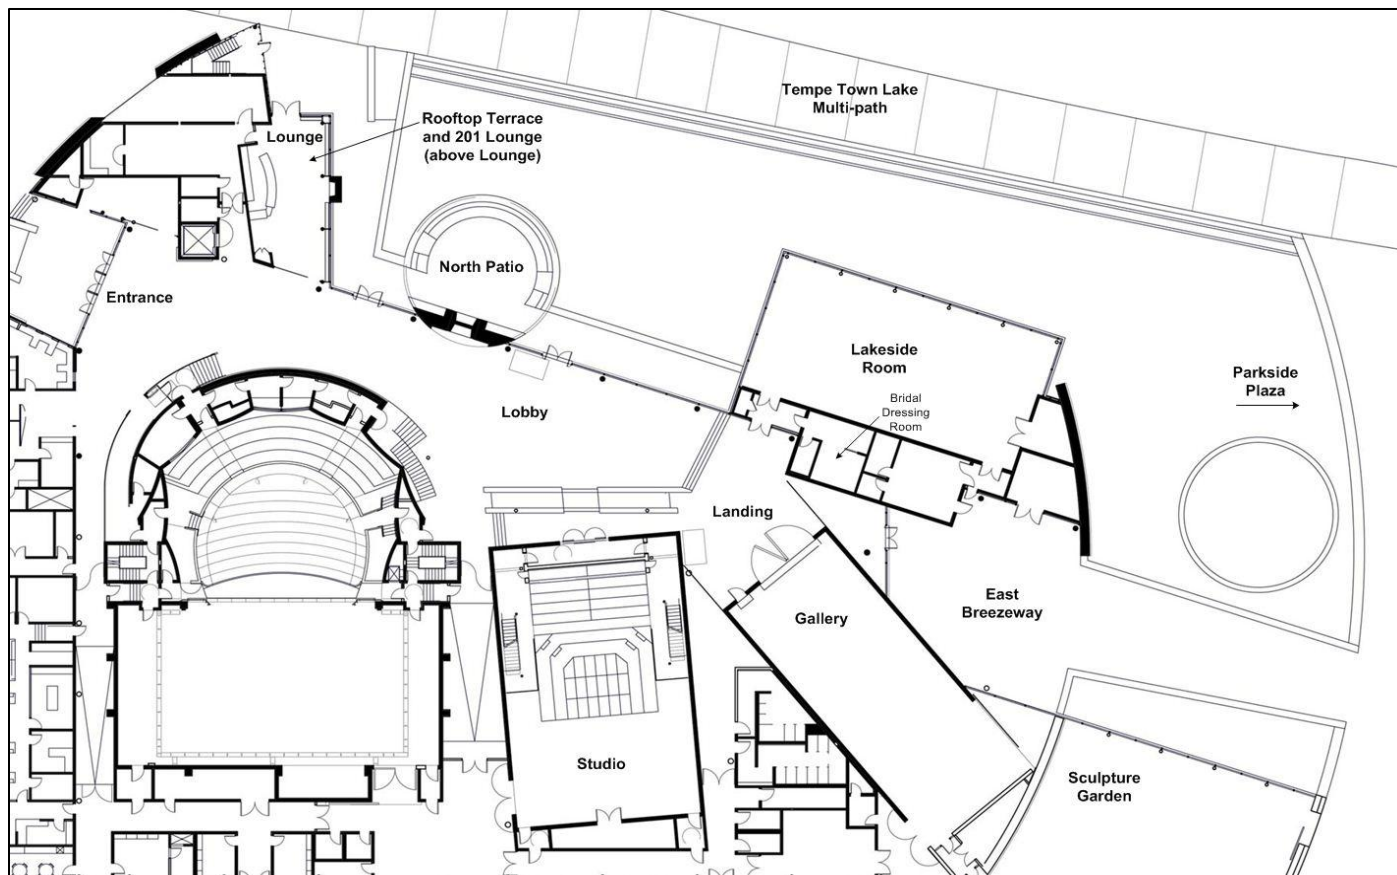 Tempe Town Lake
Multi-path
Rooftop Terrace
and 201 Lounge
(above Lounge)
Lounge
North Patio
Entrance
Lakeside
Room
Parkside
Plaza
Bridal
Dressing
Room
Lobby
Landing
East
Breezeway
Gallery
Studio
Sculpture
Garden